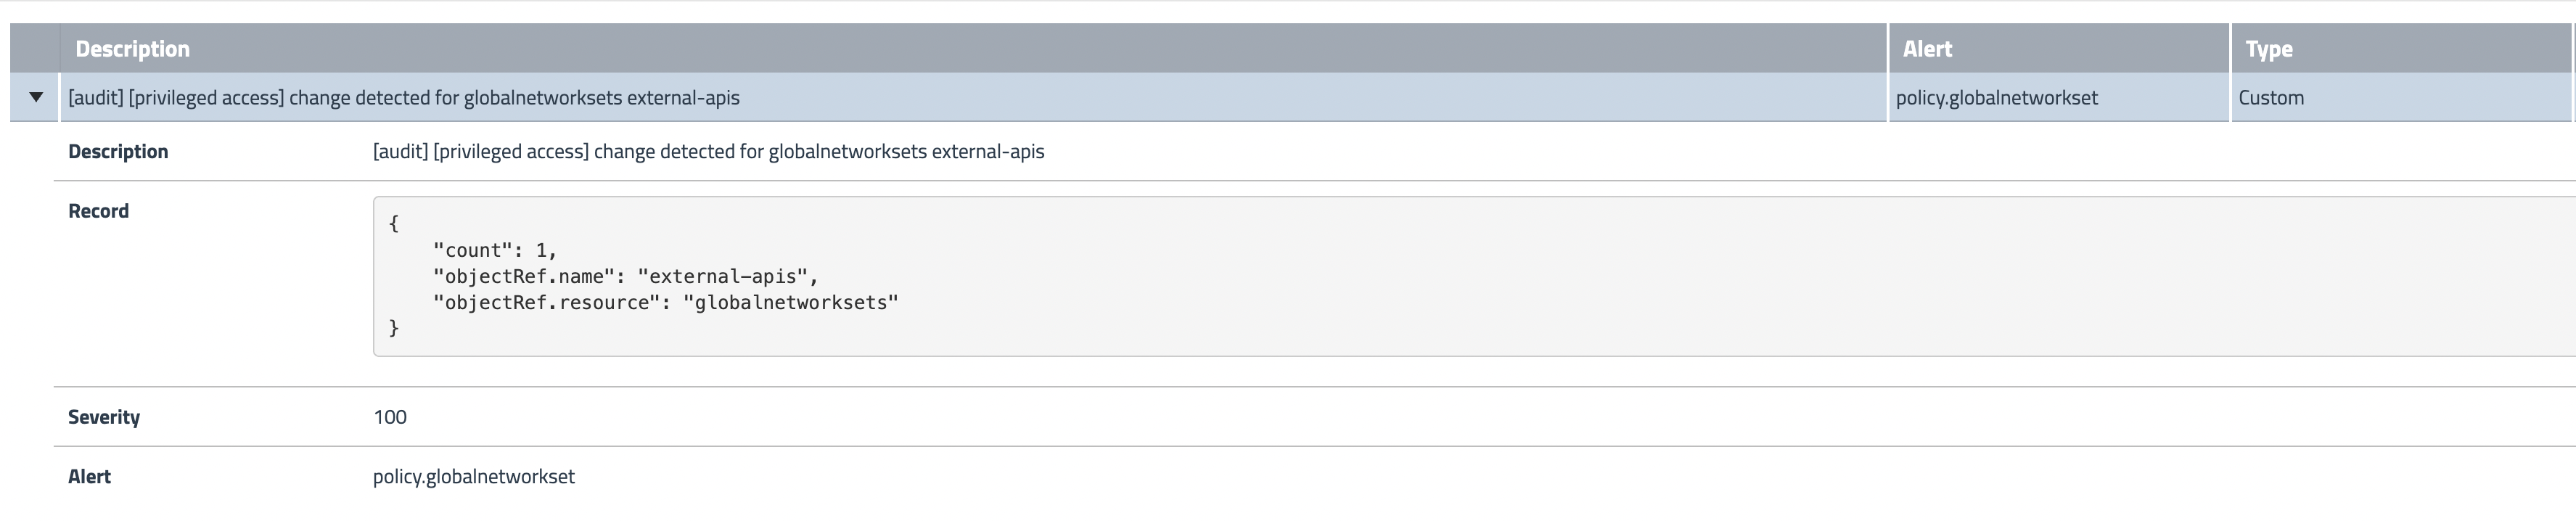 Description Alert Type
[audit] [privileged access] change detected for globalnetworksets external-apis policy.globalnetworkset Custom
Description [audit] [privileged access] change detected for globalnetworksets external-apis
Record
{
    "count": 1,
    "objectRef.name": "external-apis",
    "objectRef.resource": "globalnetworksets"
}
Severity 100
Alert policy.globalnetworkset